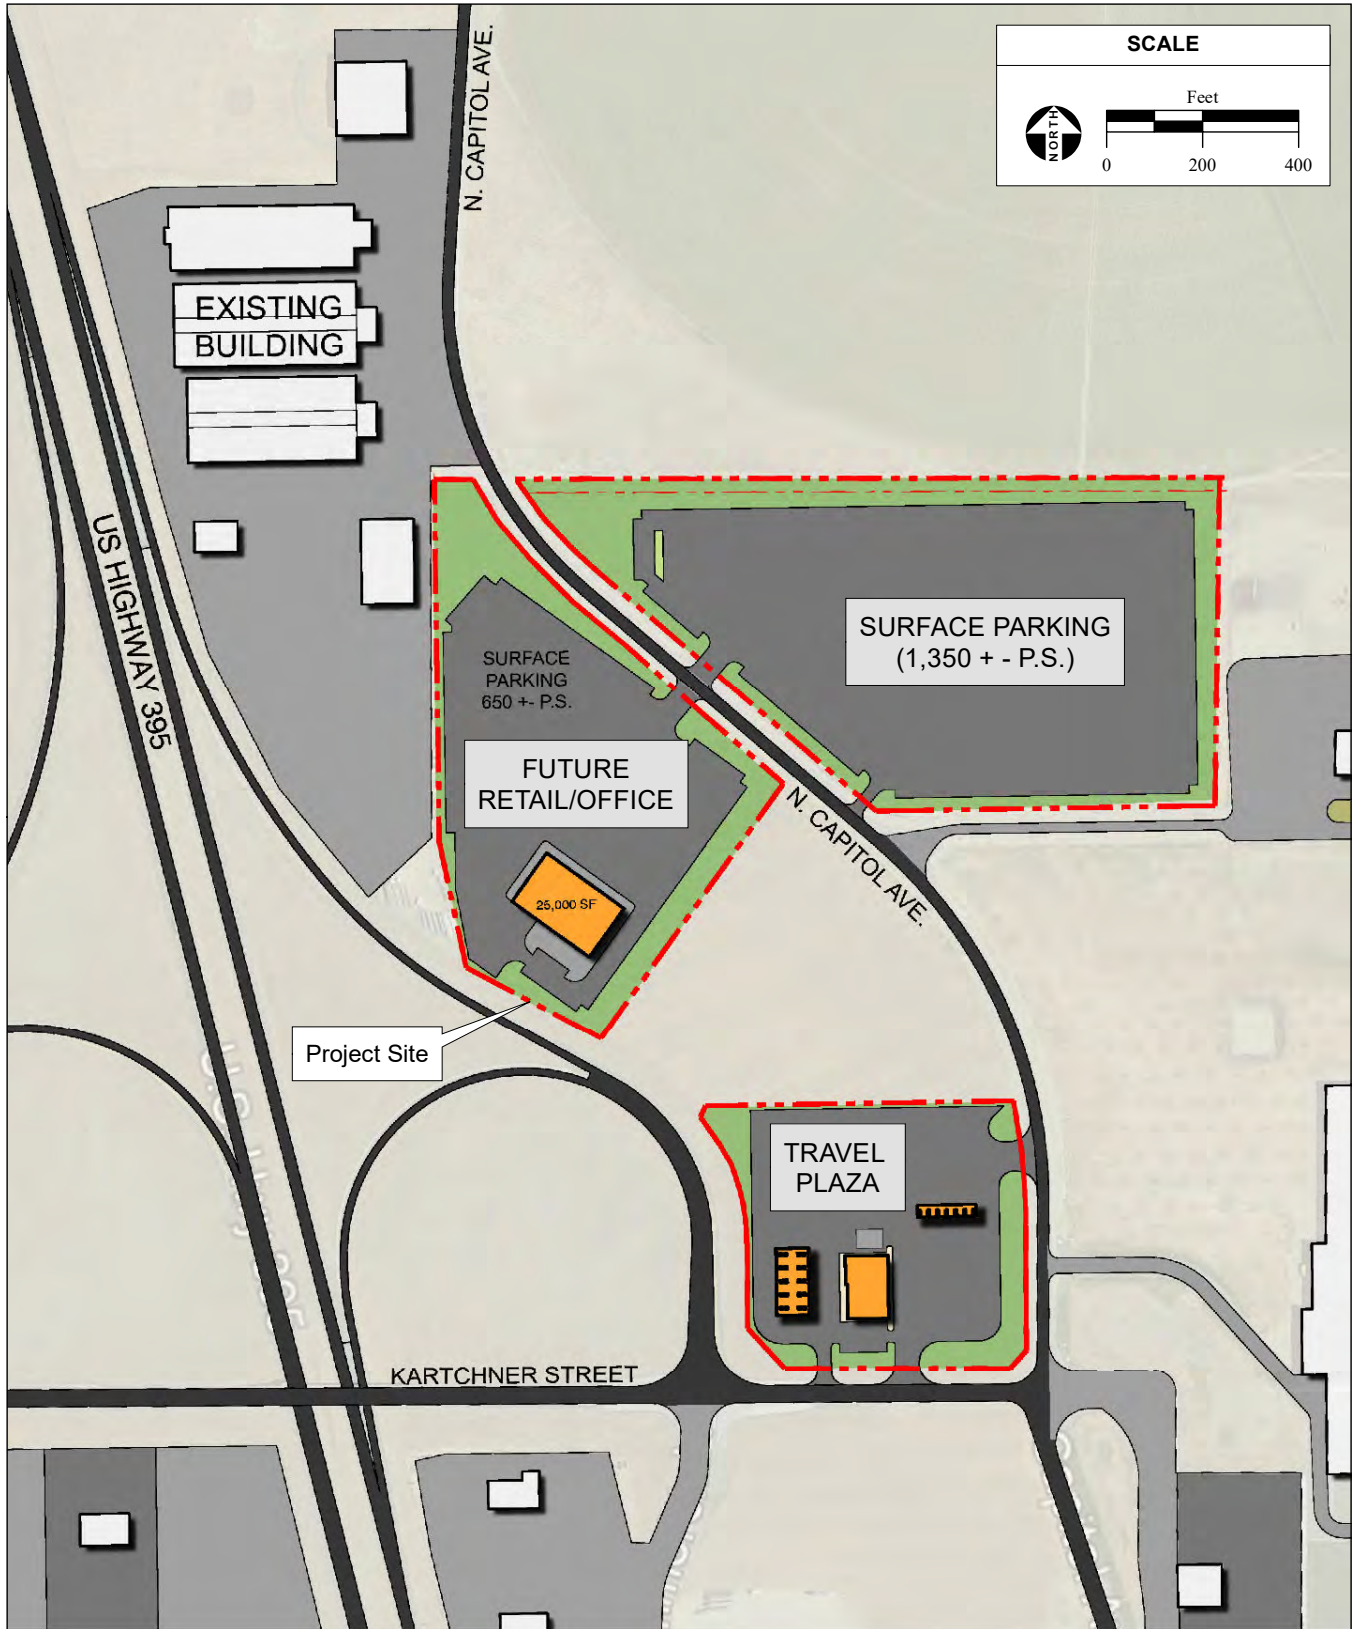 SCALE
Feet
NORTH
0 200 400
N. CAPITOL AVE.
EXISTING
BUILDING
US HIGHWAY 395
SURFACE PARKING
(1,350 + - P.S.)
SURFACE
PARKING
650 +- P.S.
FUTURE
RETAIL/OFFICE
N. CAPITOL AVE.
25,000 SF
Project Site
TRAVEL
PLAZA
KARTCHNER STREET